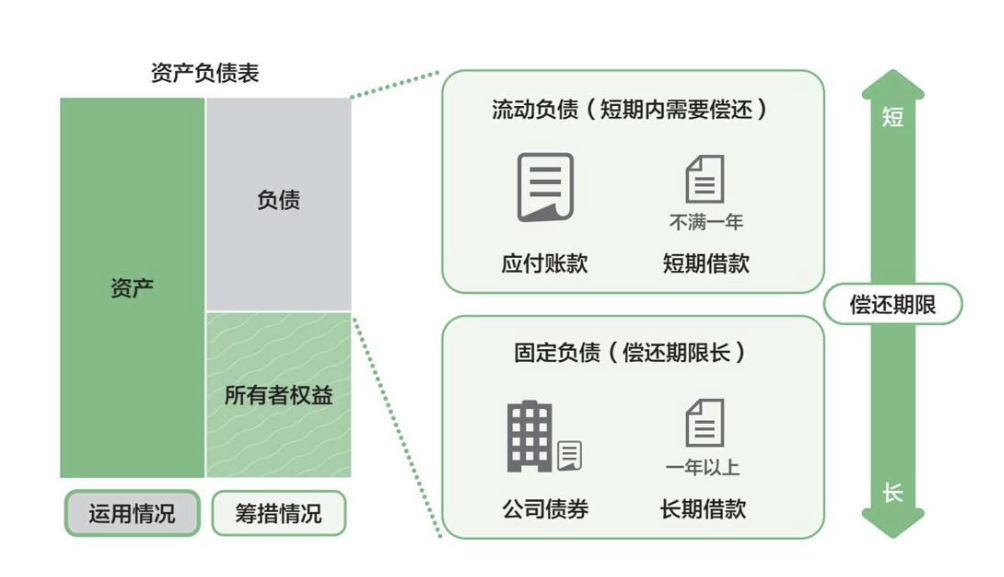 资产负债表
资产
负债
所有者权益
运用情况
筹措情况
流动负债（短期内需要偿还）
不满一年
应付账款
短期借款
固定负债（偿还期限长）
一年以上
公司债券
长期借款
短
偿还期限
长